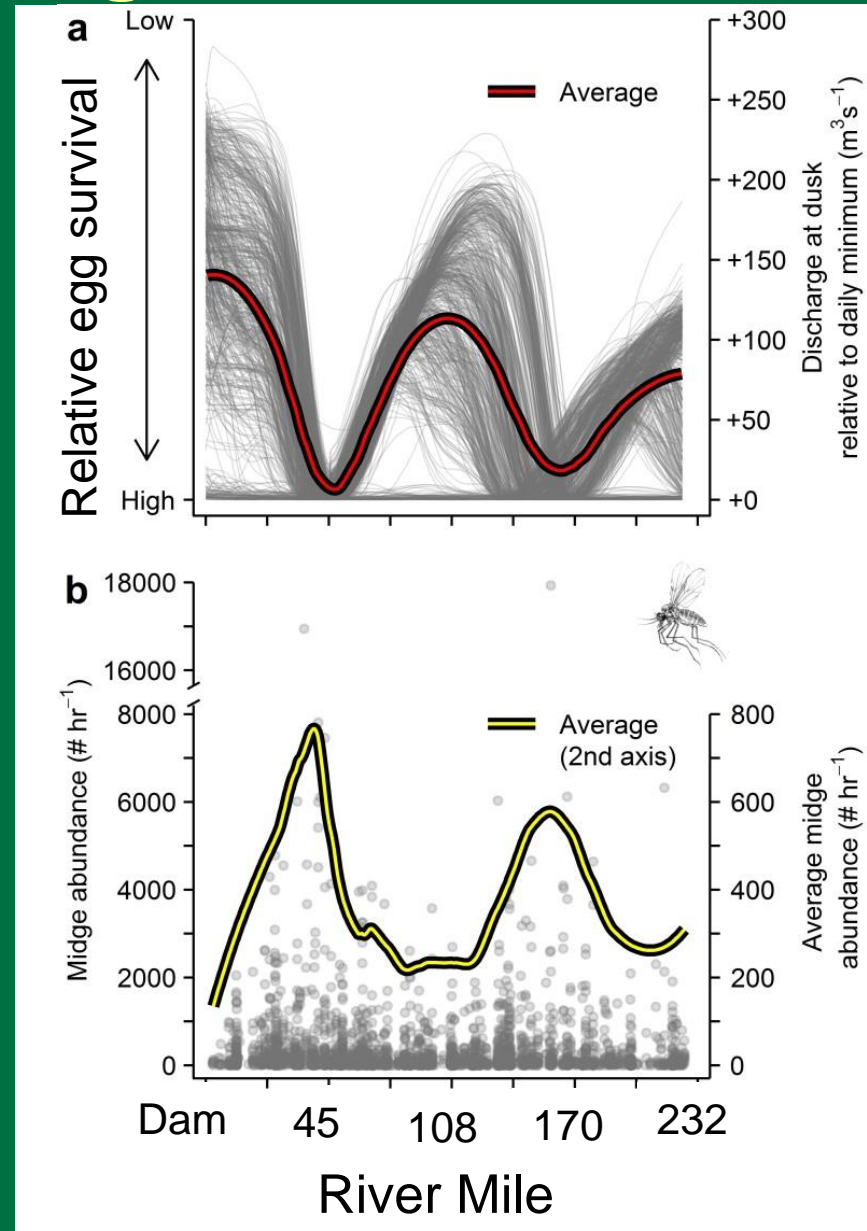 a
Low
High
Relative egg survival
Average
+300
+250
+200
+150
+100
+50
+0
Discharge at dusk
relative to daily minimum (m³s⁻¹)
b
18000
16000
8000
6000
4000
2000
0
Midge abundance (# hr⁻¹)
Average
(2nd axis)
800
600
400
200
0
Average midge
abundance (# hr⁻¹)
Dam 45 108 170 232
River Mile